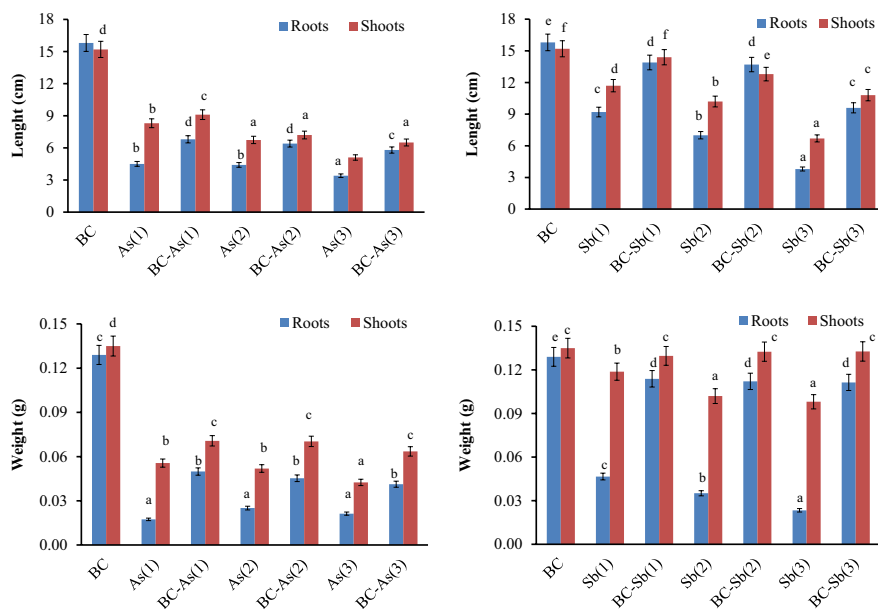 Roots Shoots
Lenght (cm)
18
15
12
9
6
3
0
d
b
b
c
d
b
a
d
a
a
c
a
BC As(1) BC-As(1) As(2) BC-As(2) As(3) BC-As(3)
Roots Shoots
Lenght (cm)
18
15
12
9
6
3
0
e f
c d
d f
b b
d e
a a
c c
BC Sb(1) BC-Sb(1) Sb(2) BC-Sb(2) Sb(3) BC-Sb(3)
Roots Shoots
Weight (g)
0.15
0.12
0.09
0.06
0.03
0.00
c d
a b
b c
a b
b c
a a
b c
BC As(1) BC-As(1) As(2) BC-As(2) As(3) BC-As(3)
Roots Shoots
Weight (g)
0.15
0.12
0.09
0.06
0.03
0.00
e c
c b
d c
b a
d c
a a
d c
BC Sb(1) BC-Sb(1) Sb(2) BC-Sb(2) Sb(3) BC-Sb(3)